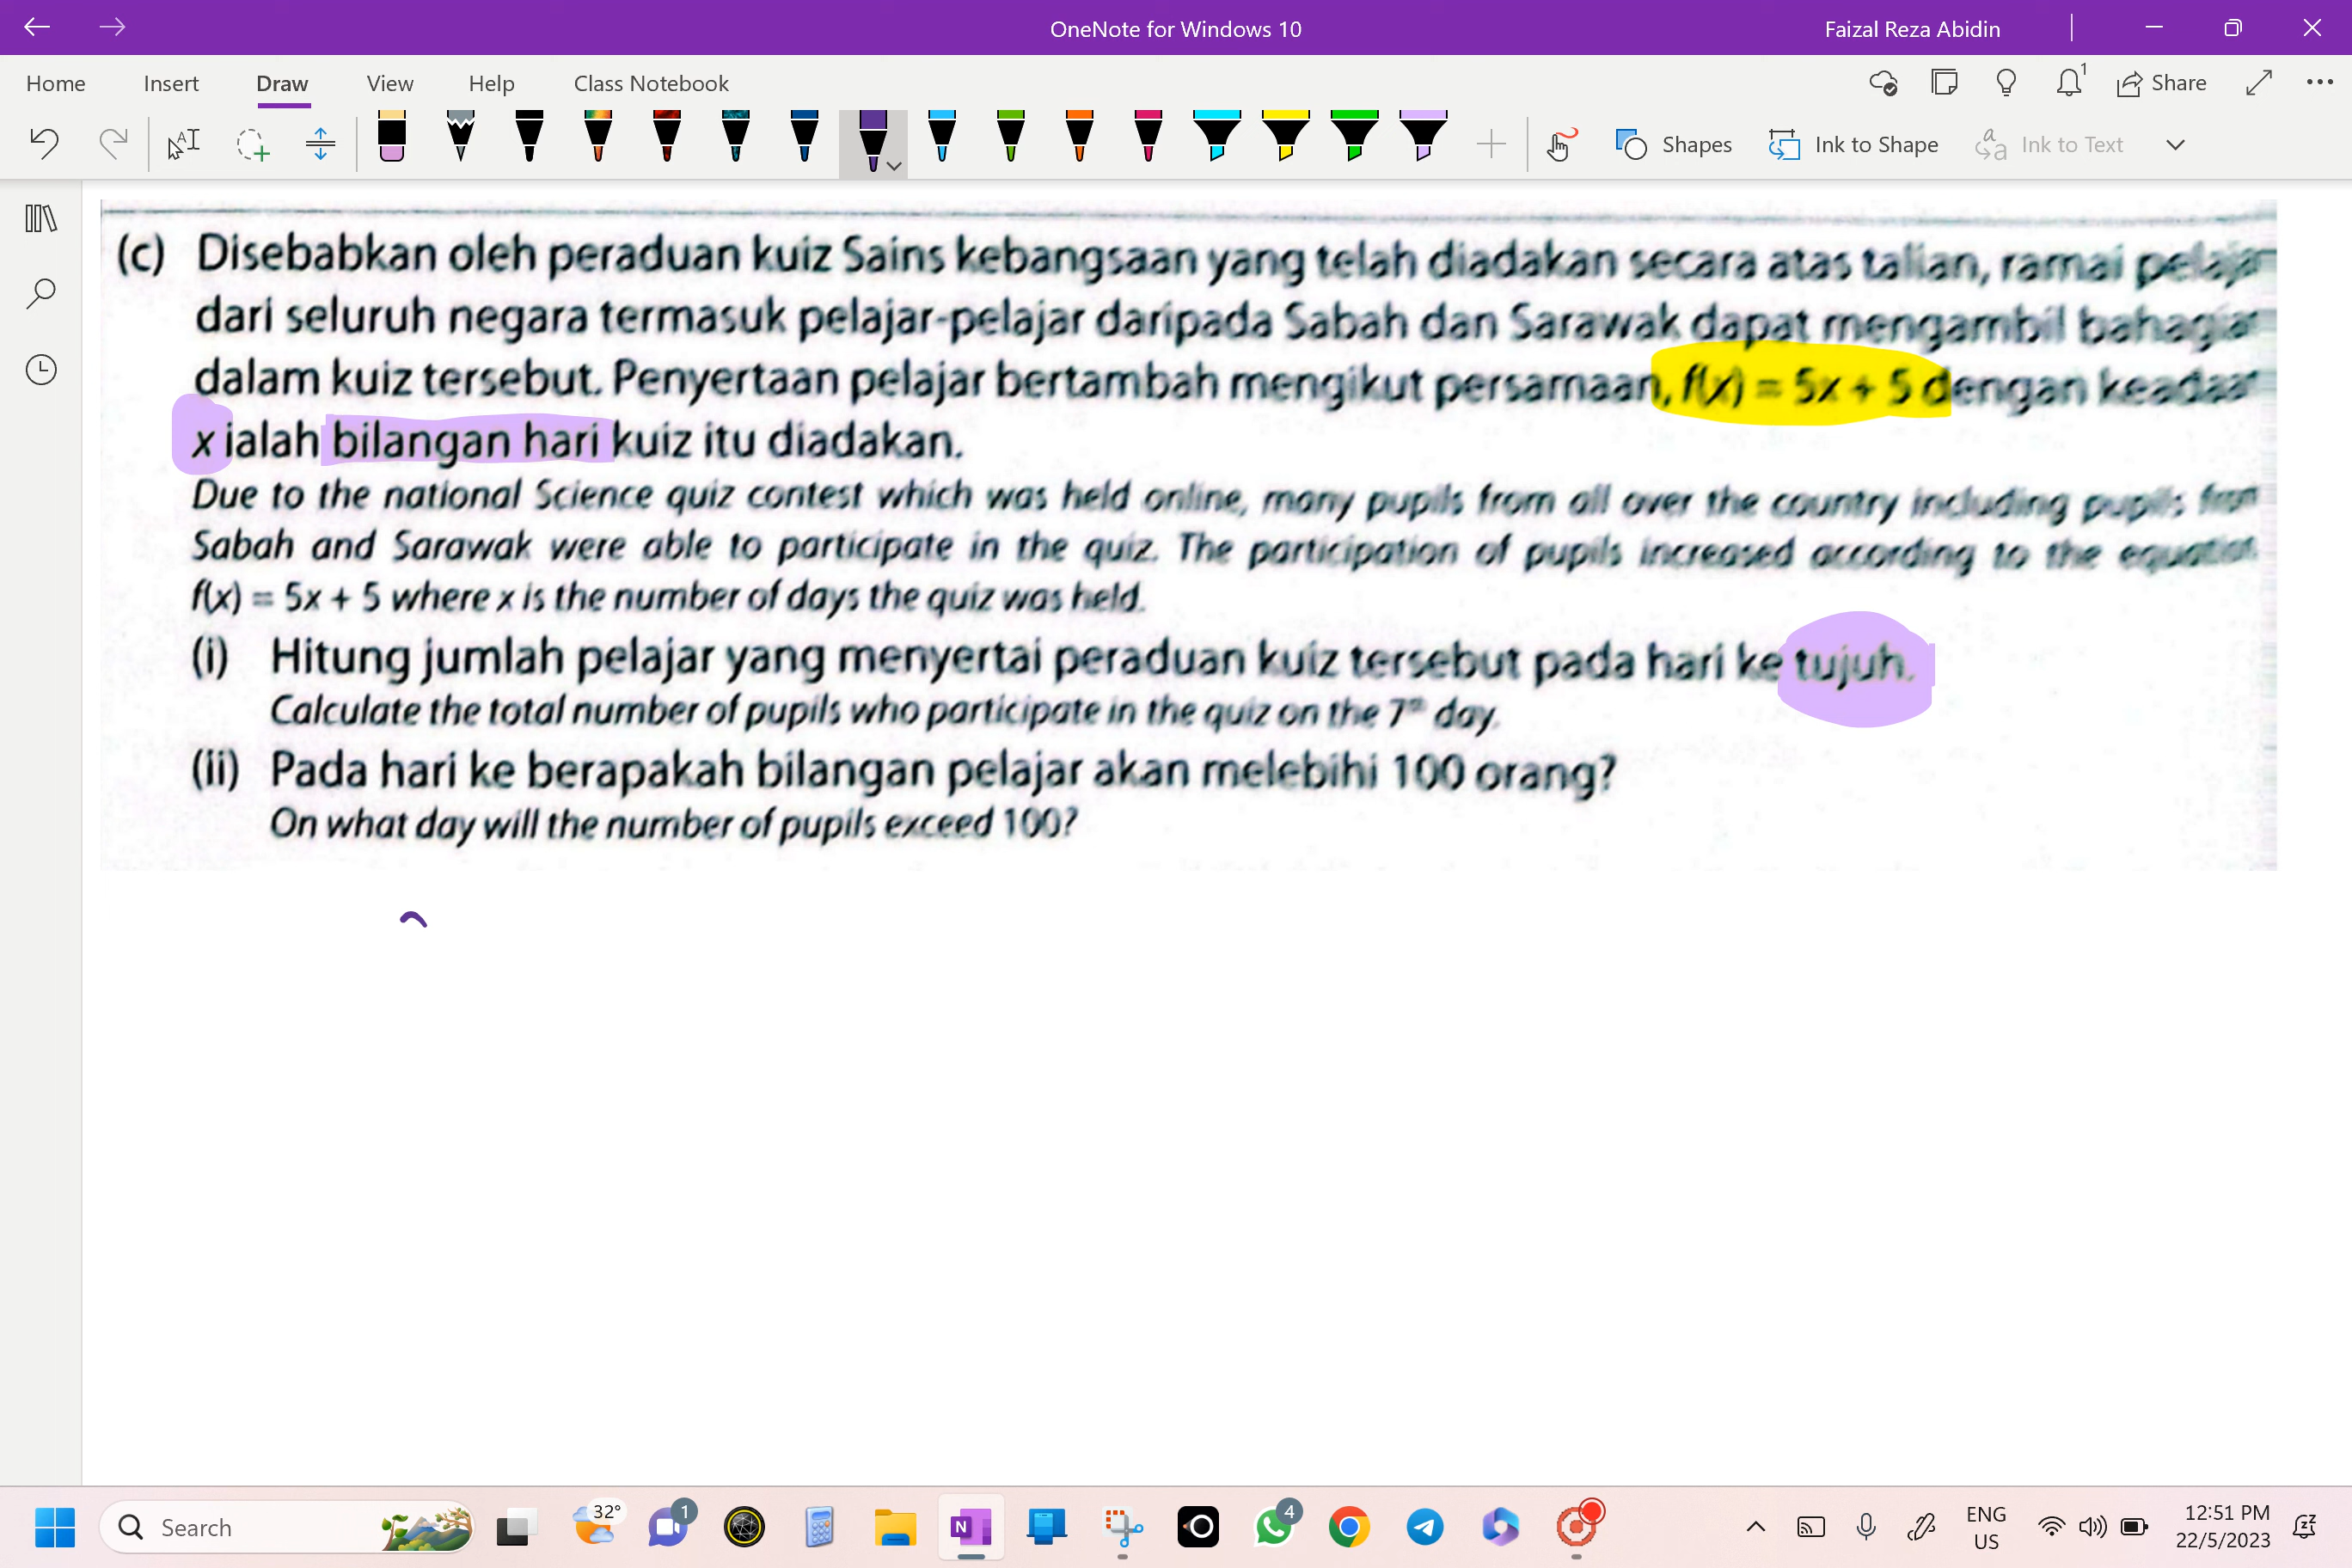 OneNote for Windows 10
Faizal Reza Abidin
Home Insert Draw View Help Class Notebook
1
Share
Shapes
Ink to Shape
Ink to Text
(c) Disebabkan oleh peraduan kuiz Sains kebangsaan yang telah diadakan secara atas talian, ramai pelajar
dari seluruh negara termasuk pelajar-pelajar daripada Sabah dan Sarawak dapat mengambil bahagian
dalam kuiz tersebut. Penyertaan pelajar bertambah mengikut persamaan, f(x) = 5x + 5 dengan keadaan
x ialah bilangan hari kuiz itu diadakan.
Due to the national Science quiz contest which was held online, many pupils from all over the country including pupils from
Sabah and Sarawak were able to participate in the quiz. The participation of pupils increased according to the equation
f(x) = 5x + 5 where x is the number of days the quiz was held.
(i) Hitung jumlah pelajar yang menyertai peraduan kuiz tersebut pada hari ke tujuh.
Calculate the total number of pupils who participate in the quiz on the 7th day.
(ii) Pada hari ke berapakah bilangan pelajar akan melebihi 100 orang?
On what day will the number of pupils exceed 100?
Search
32°
1
N
4
ENG
US
12:51 PM
22/5/2023